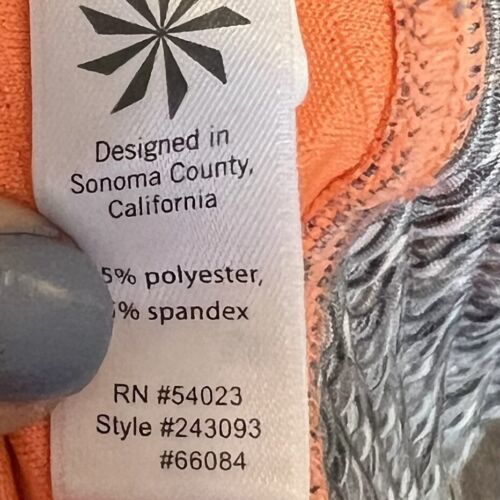 Designed in
Sonoma County,
California
5% polyester,
% spandex
RN #54023
Style #243093
#66084